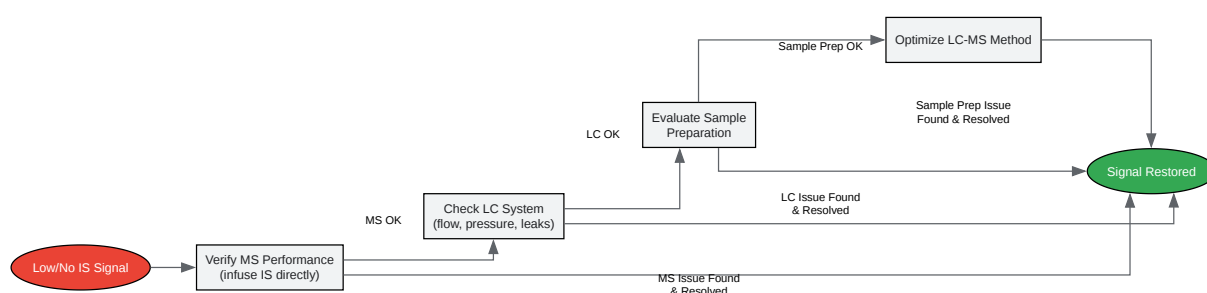 Low/No IS Signal
Verify MS Performance
(infuse IS directly)
MS OK
Check LC System
(flow, pressure, leaks)
LC OK
Evaluate Sample
Preparation
Sample Prep OK
Optimize LC-MS Method
Sample Prep Issue
Found & Resolved
LC Issue Found
& Resolved
MS Issue Found
& Resolved
Signal Restored